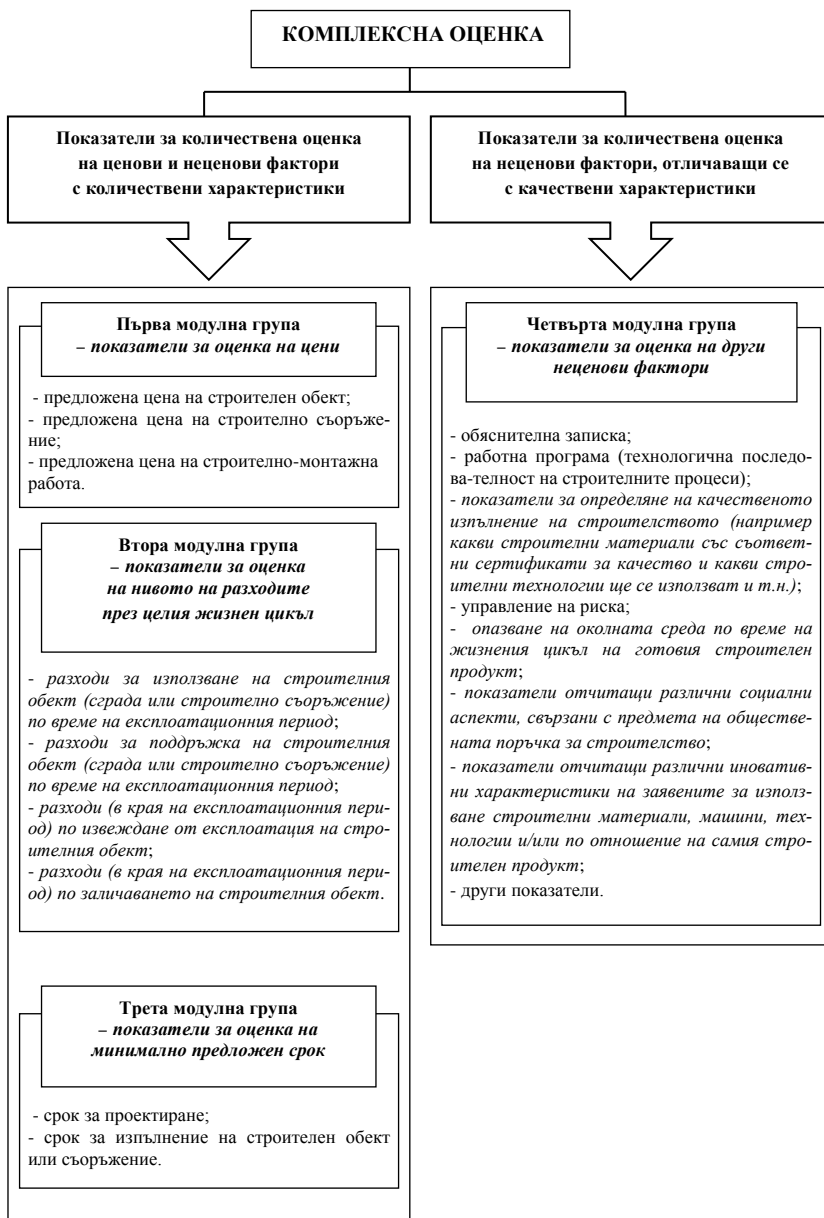 КОМПЛЕКСНА ОЦЕНКА
Показатели за количествена оценка
на ценови и неценови фактори
с количествени характеристики
Показатели за количествена оценка
на неценови фактори, отличаващи се
с качествени характеристики
Първа модулна група
– показатели за оценка на цени
- предложена цена на строителен обект;
- предложена цена на строително съоръже-
ние;
- предложена цена на строително-монтажна
работа.
Втора модулна група
– показатели за оценка
на нивото на разходите
през целия жизнен цикъл
- разходи за използване на строителния
обект (сграда или строително съоръжение)
по време на експлоатационния период;
- разходи за поддръжка на строителния
обект (сграда или строително съоръжение)
по време на експлоатационния период;
- разходи (в края на експлоатационния пери-
од) по извеждане от експлоатация на стро-
ителния обект;
- разходи (в края на експлоатационния пери-
од) по заличаването на строителния обект.
Трета модулна група
– показатели за оценка на
минимално предложен срок
- срок за проектиране;
- срок за изпълнение на строителен обект
или съоръжение.
Четвърта модулна група
– показатели за оценка на други
неценови фактори
- обяснителна записка;
- работна програма (технологична последо-
ва-телност на строителните процеси);
- показатели за определяне на качественото
изпълнение на строителството (например
какви строителни материали със съответ-
ни сертификати за качество и какви стро-
ителни технологии ще се използват и т.н.);
- управление на риска;
- опазване на околната среда по време на
жизнения цикъл на готовия строителен
продукт;
- показатели отчитащи различни социални
аспекти, свързани с предмета на обществе-
ната поръчка за строителство;
- показатели отчитащи различни иноватив-
ни характеристики на заявените за използ-
ване строителни материали, машини, тех-
нологии и/или по отношение на самия стро-
ителен продукт;
- други показатели.